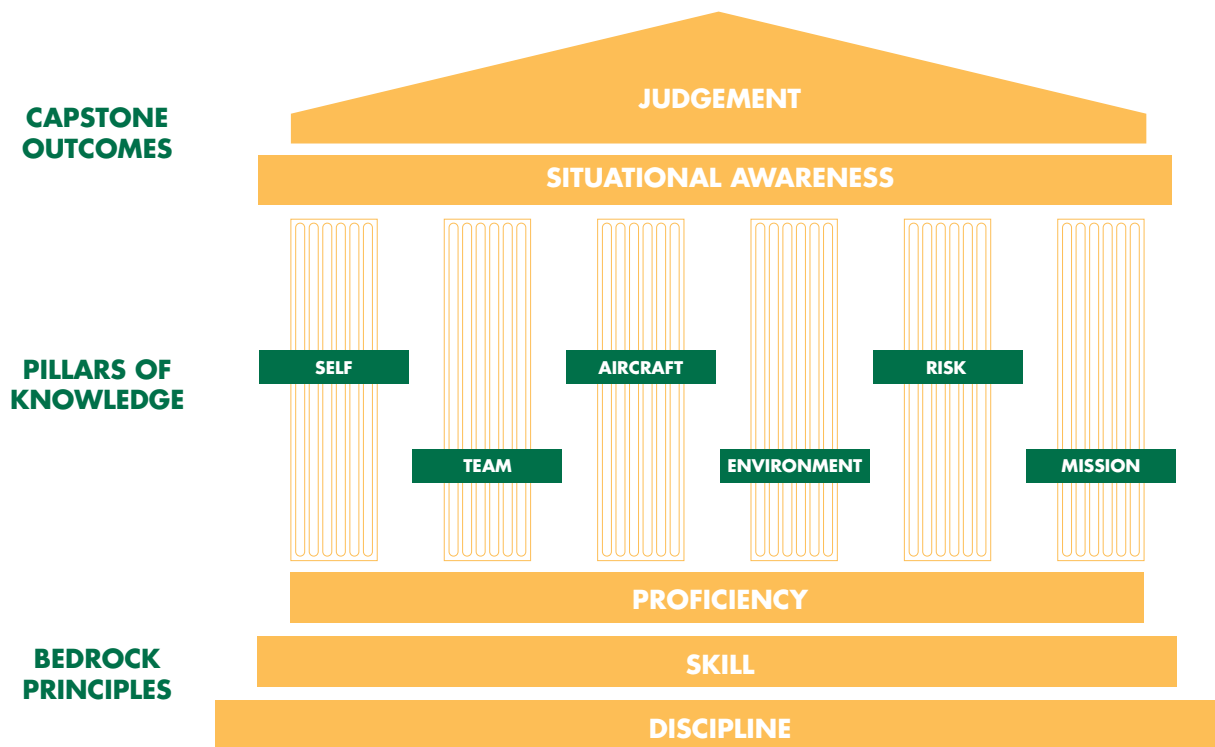 CAPSTONE
OUTCOMES
JUDGEMENT
SITUATIONAL AWARENESS
PILLARS OF
KNOWLEDGE
SELF
TEAM
AIRCRAFT
ENVIRONMENT
RISK
MISSION
BEDROCK
PRINCIPLES
PROFICIENCY
SKILL
DISCIPLINE